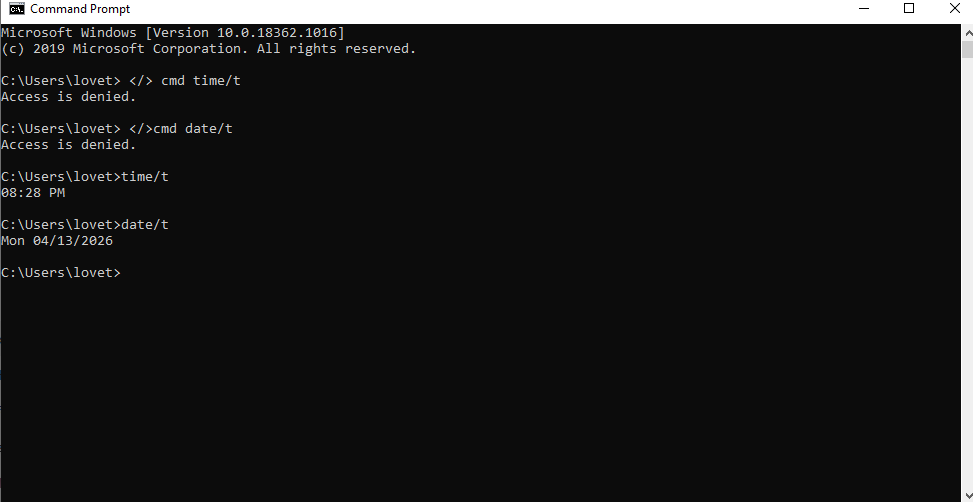 Command Prompt
Microsoft Windows [Version 10.0.18362.1016]
(c) 2019 Microsoft Corporation. All rights reserved.
C:\Users\lovet> </> cmd time/t
Access is denied.
C:\Users\lovet> </>cmd date/t
Access is denied.
C:\Users\lovet>time/t
08:28 PM
C:\Users\lovet>date/t
Mon 04/13/2026
C:\Users\lovet>